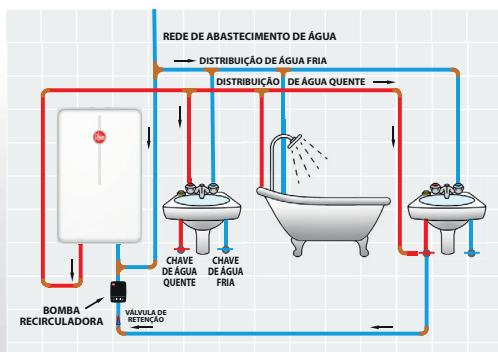 REDE DE ABASTECIMENTO DE ÁGUA
DISTRIBUIÇÃO DE ÁGUA FRIA
DISTRIBUIÇÃO DE ÁGUA QUENTE
Rheem
CHAVE
DE ÁGUA
QUENTE
CHAVE
DE ÁGUA
FRIA
BOMBA
RECIRCULADORA
VÁLVULA DE
RETENÇÃO